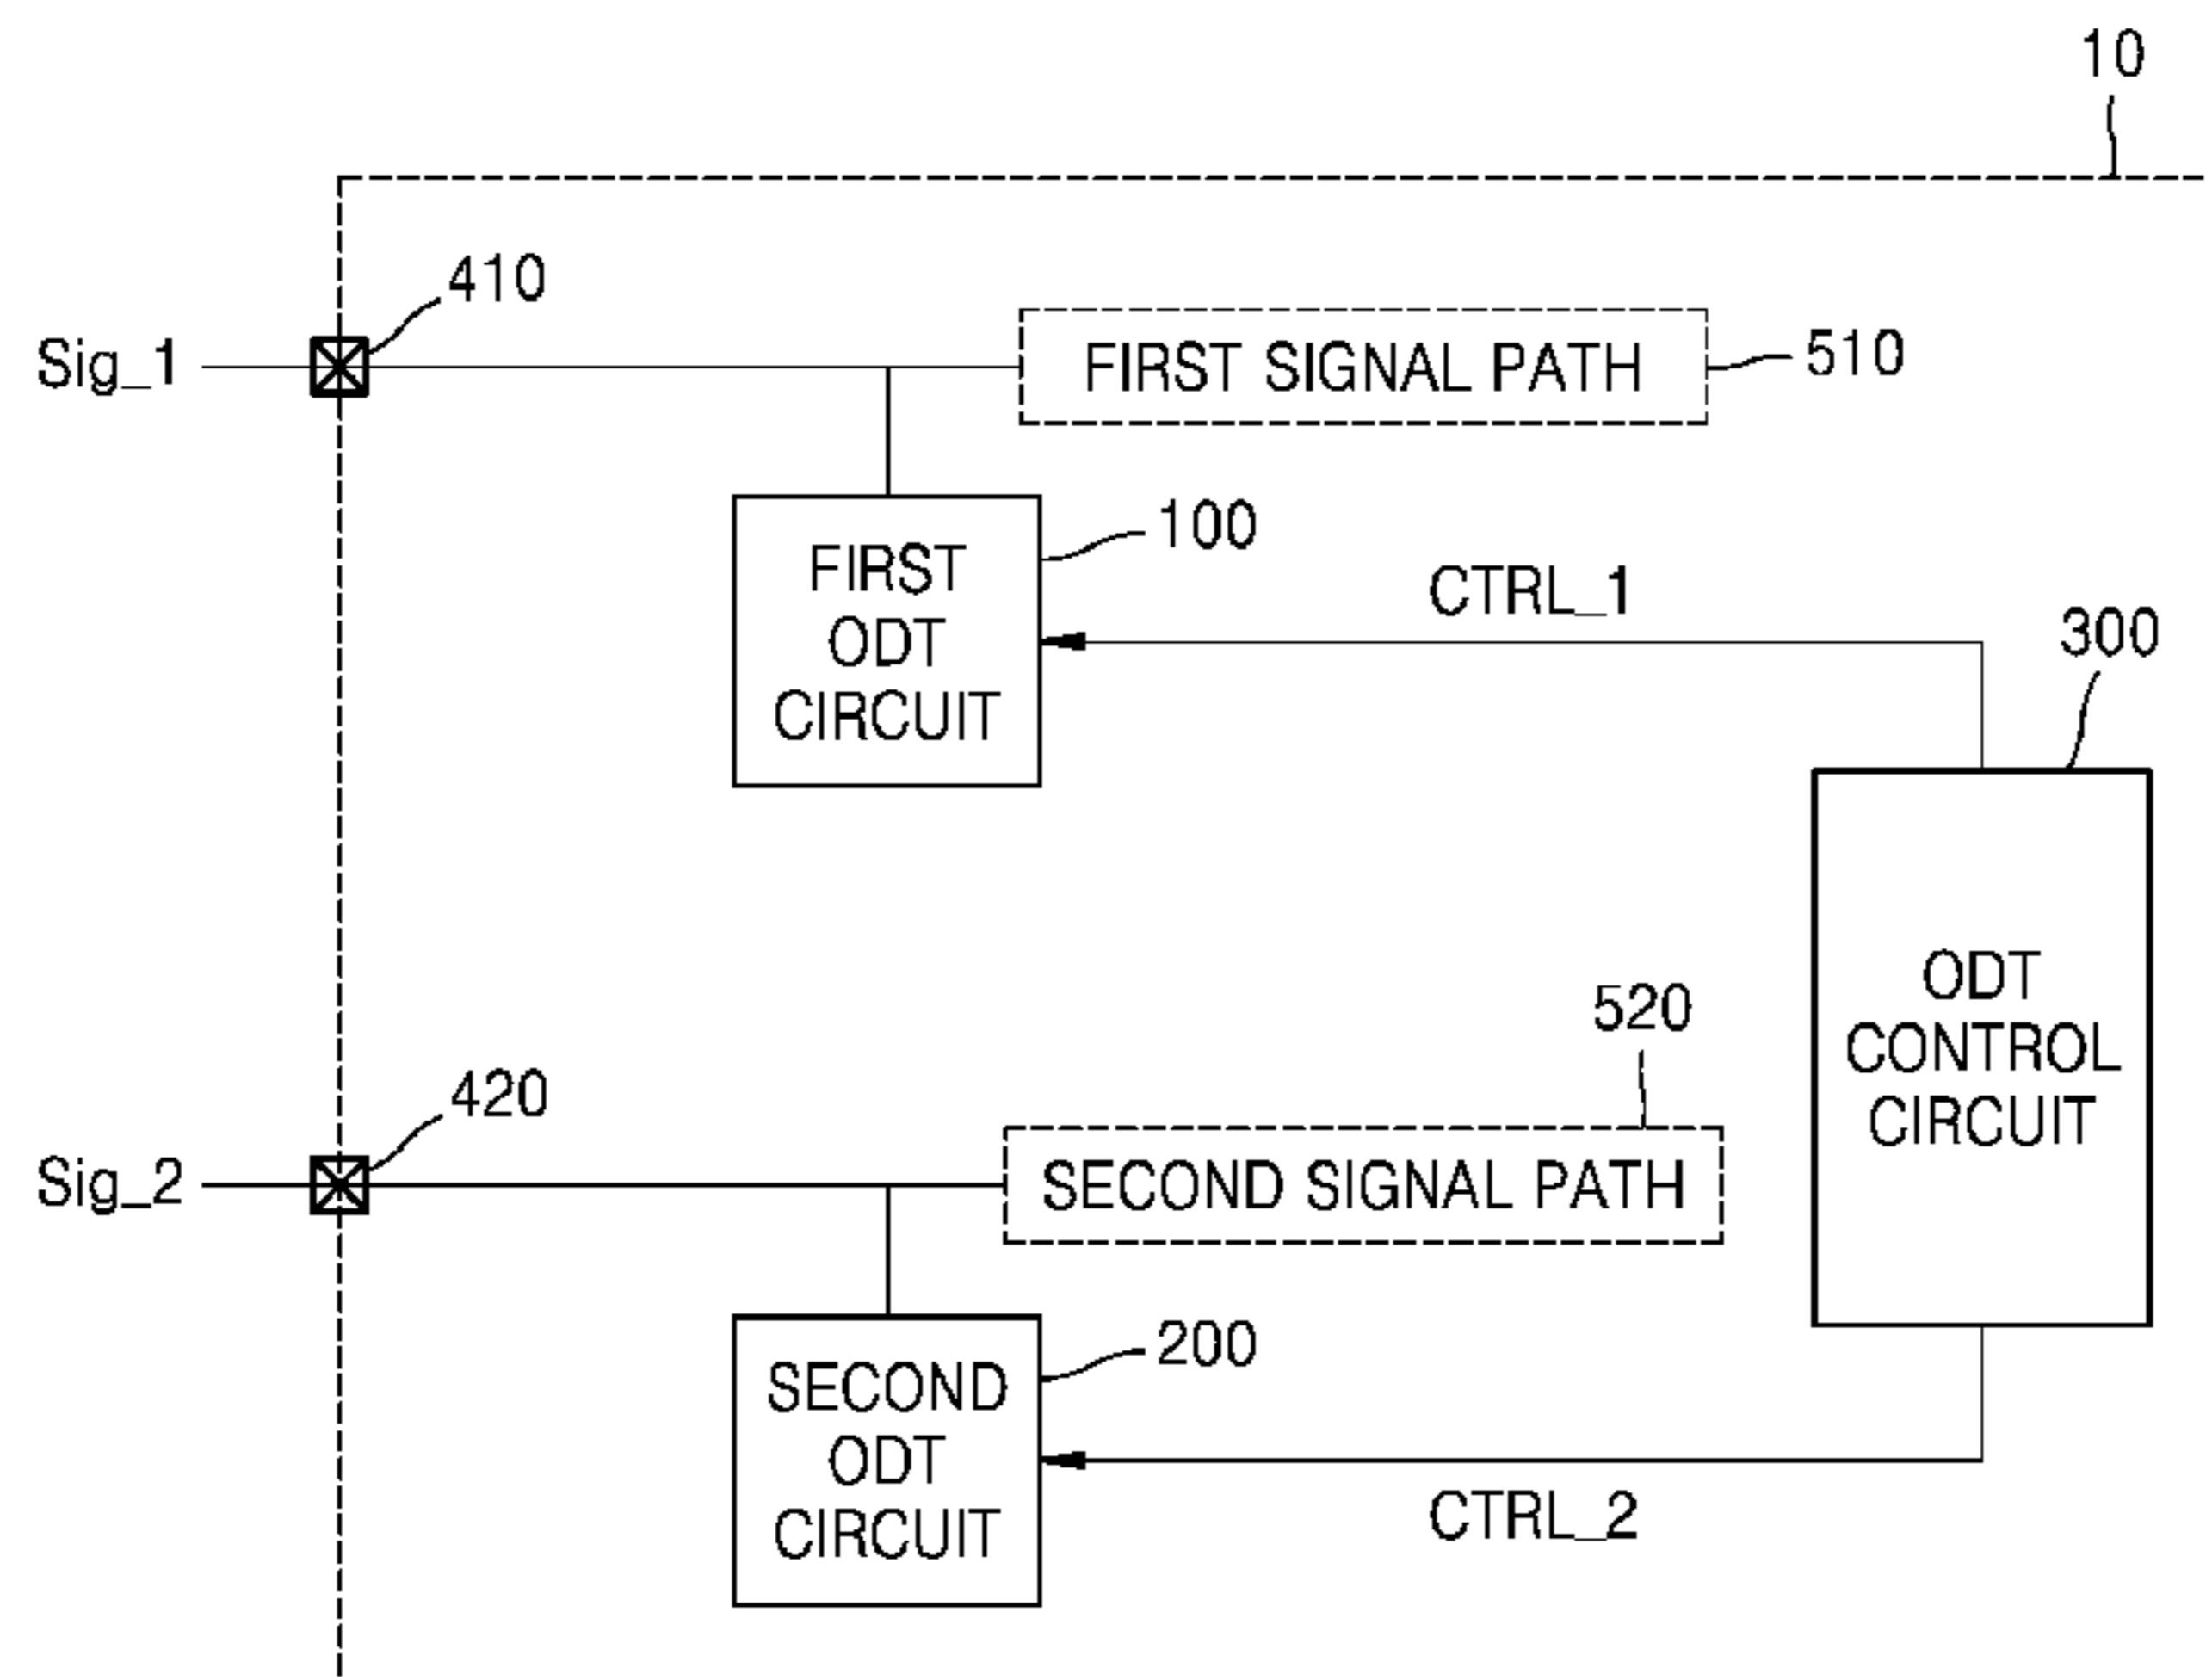 10
410
Sig_1
FIRST SIGNAL PATH
510
100
FIRST
ODT
CIRCUIT
CTRL_1
300
ODT
CONTROL
CIRCUIT
520
420
Sig_2
SECOND SIGNAL PATH
200
SECOND
ODT
CIRCUIT
CTRL_2